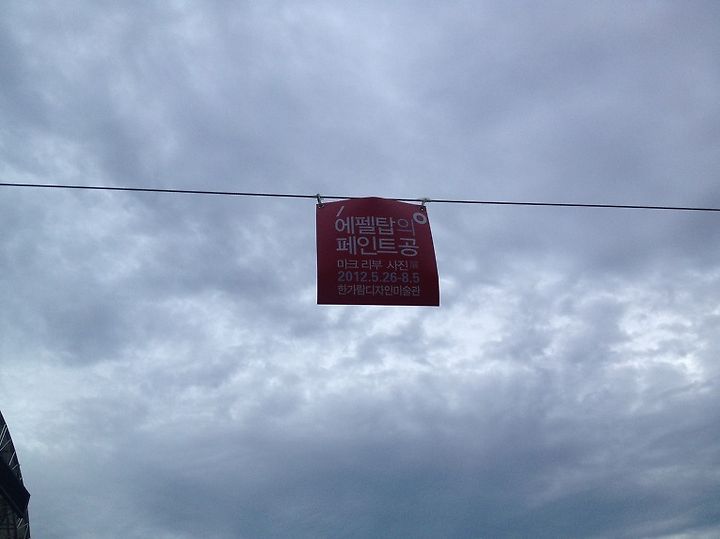 에펠탑의
페인트공
마크 리부 사진展
2012.5.26-8.5
한가람디자인미술관